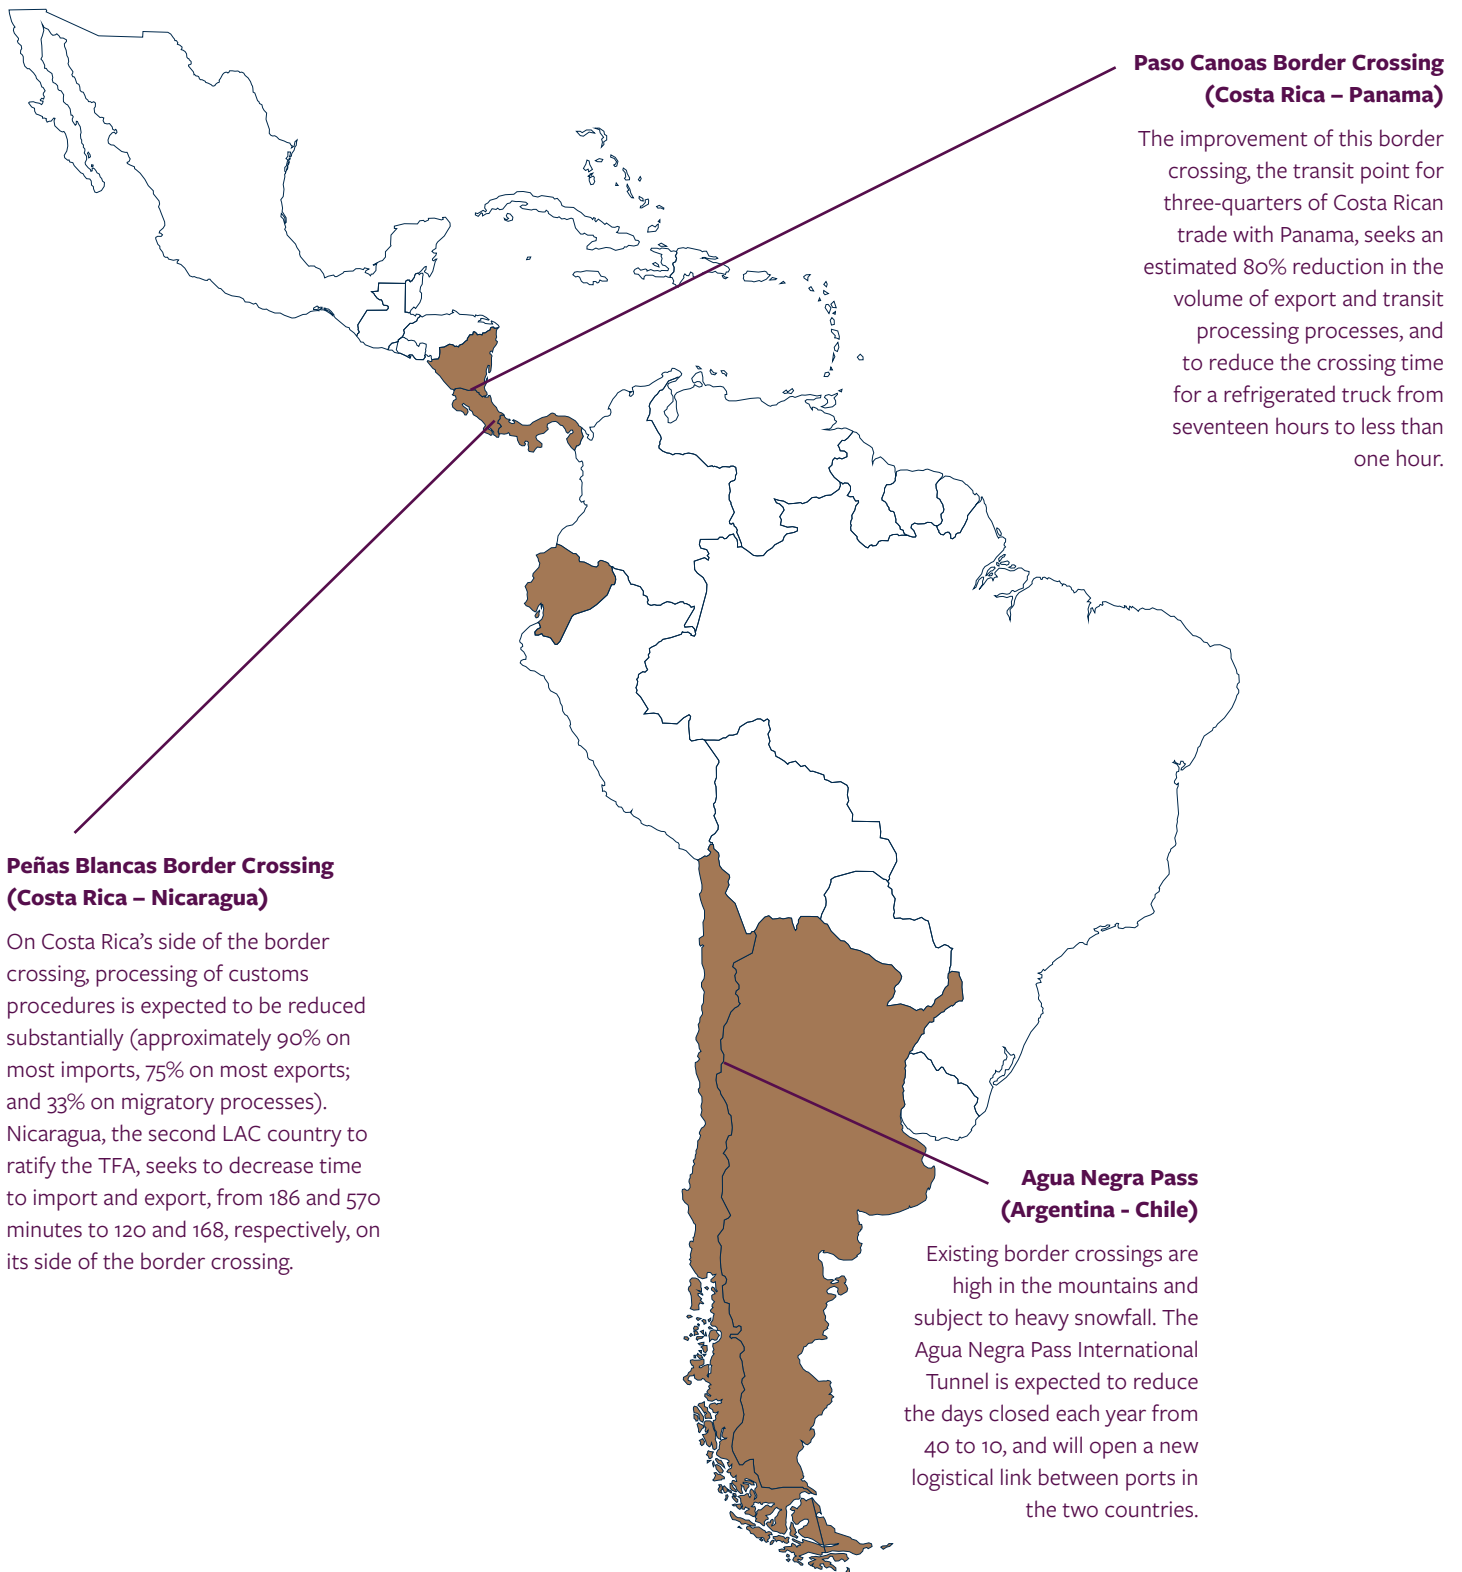 Paso Canoas Border Crossing
(Costa Rica – Panama)
The improvement of this border
crossing, the transit point for
three-quarters of Costa Rican
trade with Panama, seeks an
estimated 80% reduction in the
volume of export and transit
processing processes, and
to reduce the crossing time
for a refrigerated truck from
seventeen hours to less than
one hour.
Peñas Blancas Border Crossing
(Costa Rica – Nicaragua)
On Costa Rica’s side of the border
crossing, processing of customs
procedures is expected to be reduced
substantially (approximately 90% on
most imports, 75% on most exports;
and 33% on migratory processes).
Nicaragua, the second LAC country to
ratify the TFA, seeks to decrease time
to import and export, from 186 and 570
minutes to 120 and 168, respectively, on
its side of the border crossing.
Agua Negra Pass
(Argentina - Chile)
Existing border crossings are
high in the mountains and
subject to heavy snowfall. The
Agua Negra Pass International
Tunnel is expected to reduce
the days closed each year from
40 to 10, and will open a new
logistical link between ports in
the two countries.